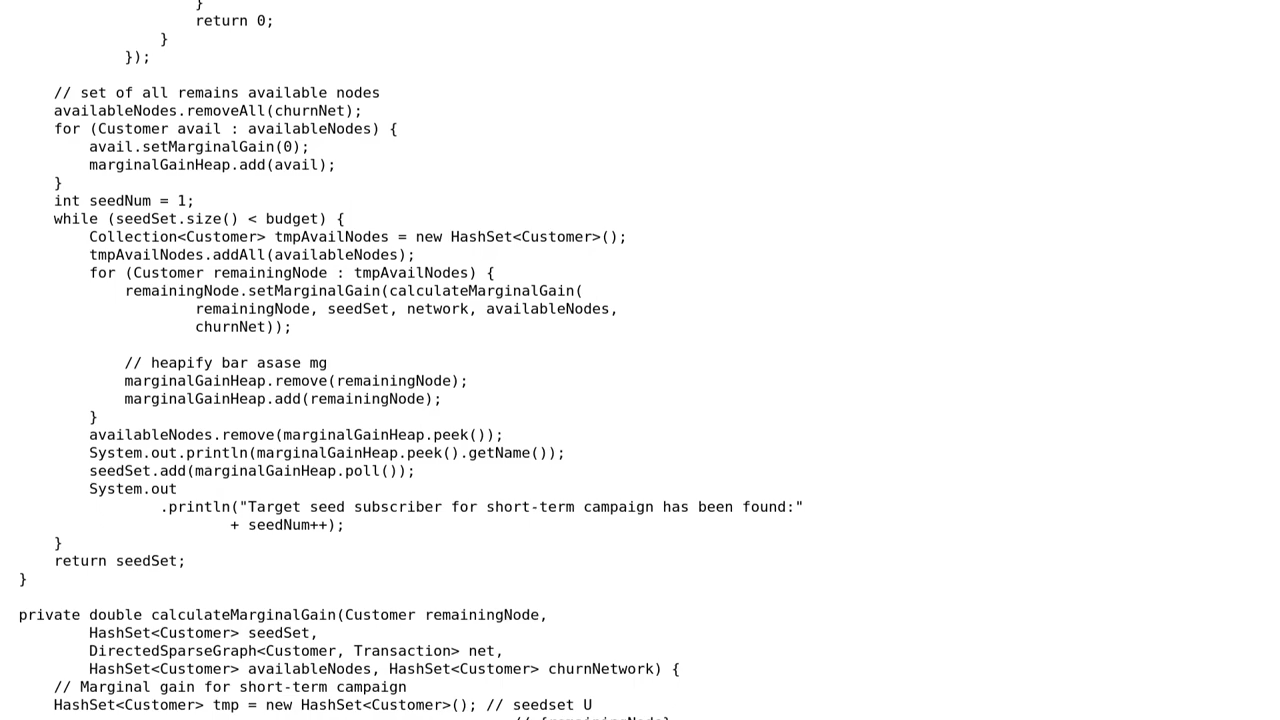 }
return 0;
}
});
// set of all remains available nodes
availableNodes.removeAll(churnNet);
for (Customer avail : availableNodes) {
avail.setMarginalGain(0);
marginalGainHeap.add(avail);
}
int seedNum = 1;
while (seedSet.size() < budget) {
Collection<Customer> tmpAvailNodes = new HashSet<Customer>();
tmpAvailNodes.addAll(availableNodes);
for (Customer remainingNode : tmpAvailNodes) {
remainingNode.setMarginalGain(calculateMarginalGain(
remainingNode, seedSet, network, availableNodes,
churnNet));
// heapify bar asase mg
marginalGainHeap.remove(remainingNode);
marginalGainHeap.add(remainingNode);
}
availableNodes.remove(marginalGainHeap.peek());
System.out.println(marginalGainHeap.peek().getName());
seedSet.add(marginalGainHeap.poll());
System.out
.println("Target seed subscriber for short-term campaign has been found:"
+ seedNum++);
}
return seedSet;
}
private double calculateMarginalGain(Customer remainingNode,
HashSet<Customer> seedSet,
DirectedSparseGraph<Customer, Transaction> net,
HashSet<Customer> availableNodes, HashSet<Customer> churnNetwork) {
// Marginal gain for short-term campaign
HashSet<Customer> tmp = new HashSet<Customer>(); // seedset U
// {remainingNode}